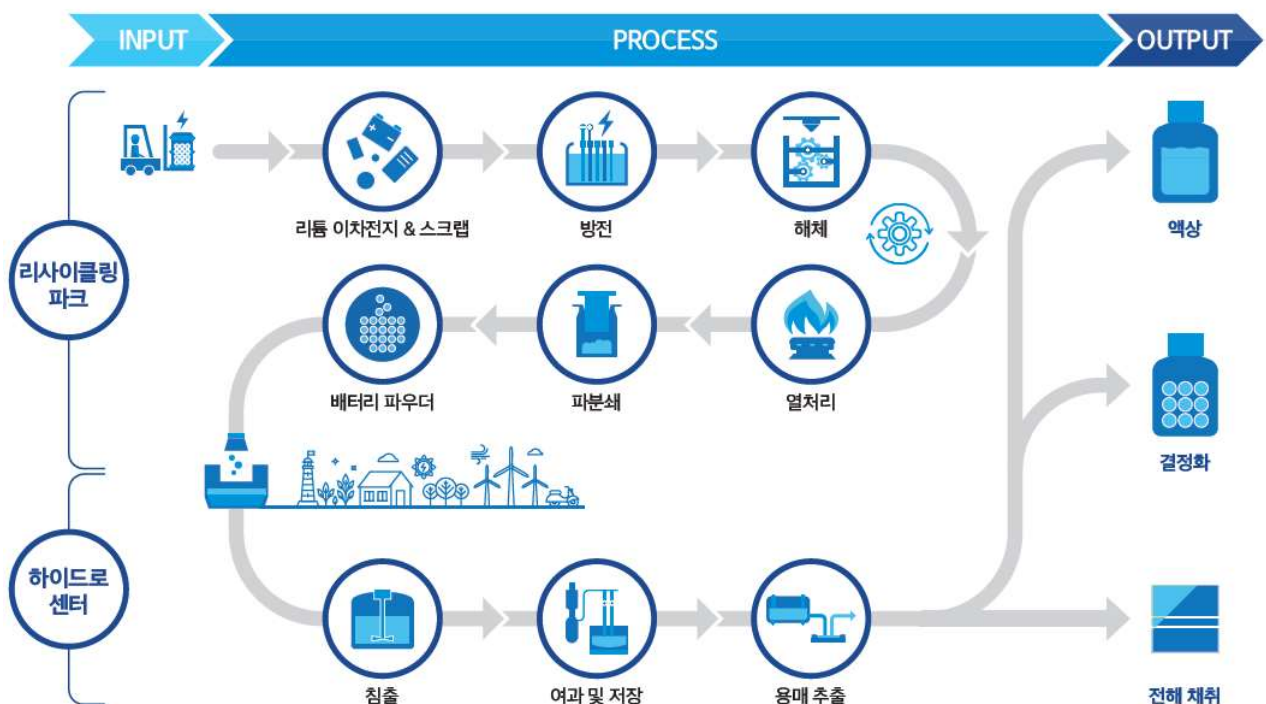 INPUT
PROCESS
OUTPUT
리튬 이차전지 & 스크랩
방전
해체
액상
리사이클링
파크
배터리 파우더
파분쇄
열처리
결정화
하이드로
센터
침출
여과 및 저장
용매 추출
전해 채취